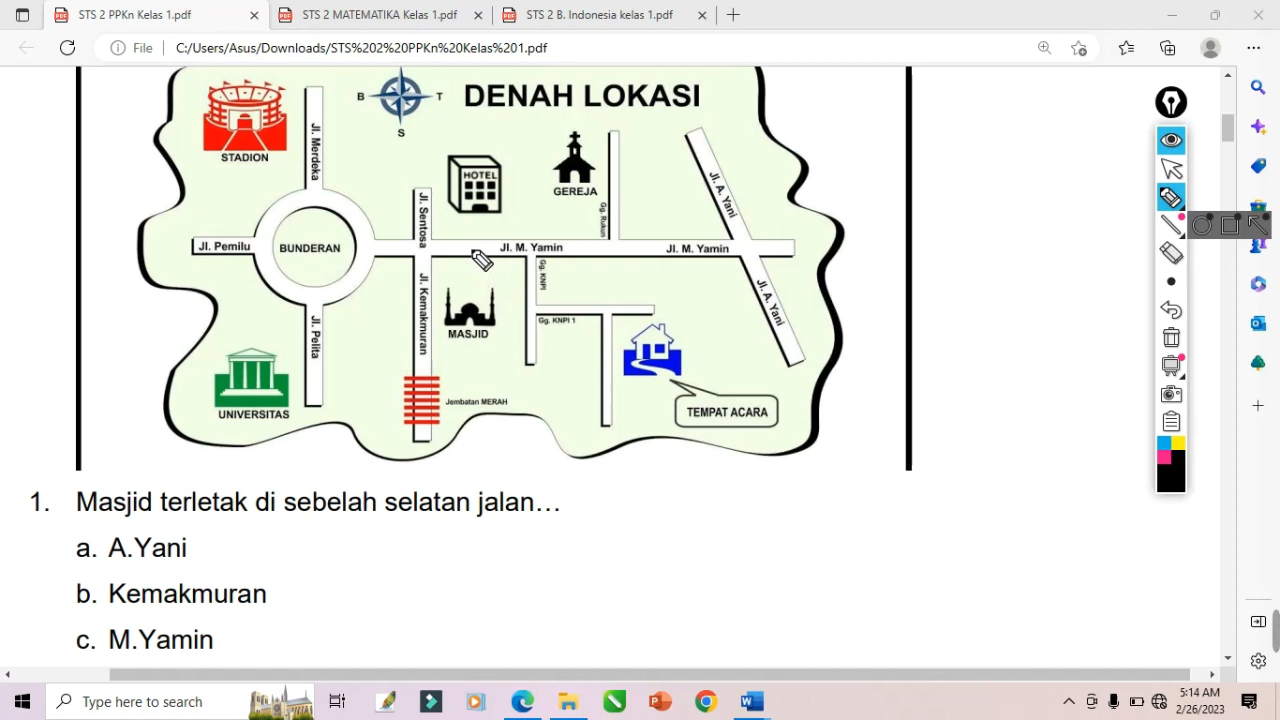 STS 2 PPKn Kelas 1.pdf
STS 2 MATEMATIKA Kelas 1.pdf
STS 2 B. Indonesia kelas 1.pdf
File
C:/Users/Asus/Downloads/STS%202%20PPKn%20Kelas%201.pdf
B
T
S
DENAH LOKASI
STADION
Jl. Merdeka
HOTEL
GEREJA
Jl. A. Yani
Jl. Sentosa
Gg. Rukun
Jl. Pemilu
BUNDERAN
Jl. M. Yamin
Jl. M. Yamin
Gg. KNPI
Jl. A. Yani
Jl. Kemakmuran
Jl. Pelita
MASJID
Gg. KNPI 1
UNIVERSITAS
Jembatan MERAH
TEMPAT ACARA
1. Masjid terletak di sebelah selatan jalan…
a. A.Yani
b. Kemakmuran
c. M.Yamin
Type here to search
5:14 AM
2/26/2023